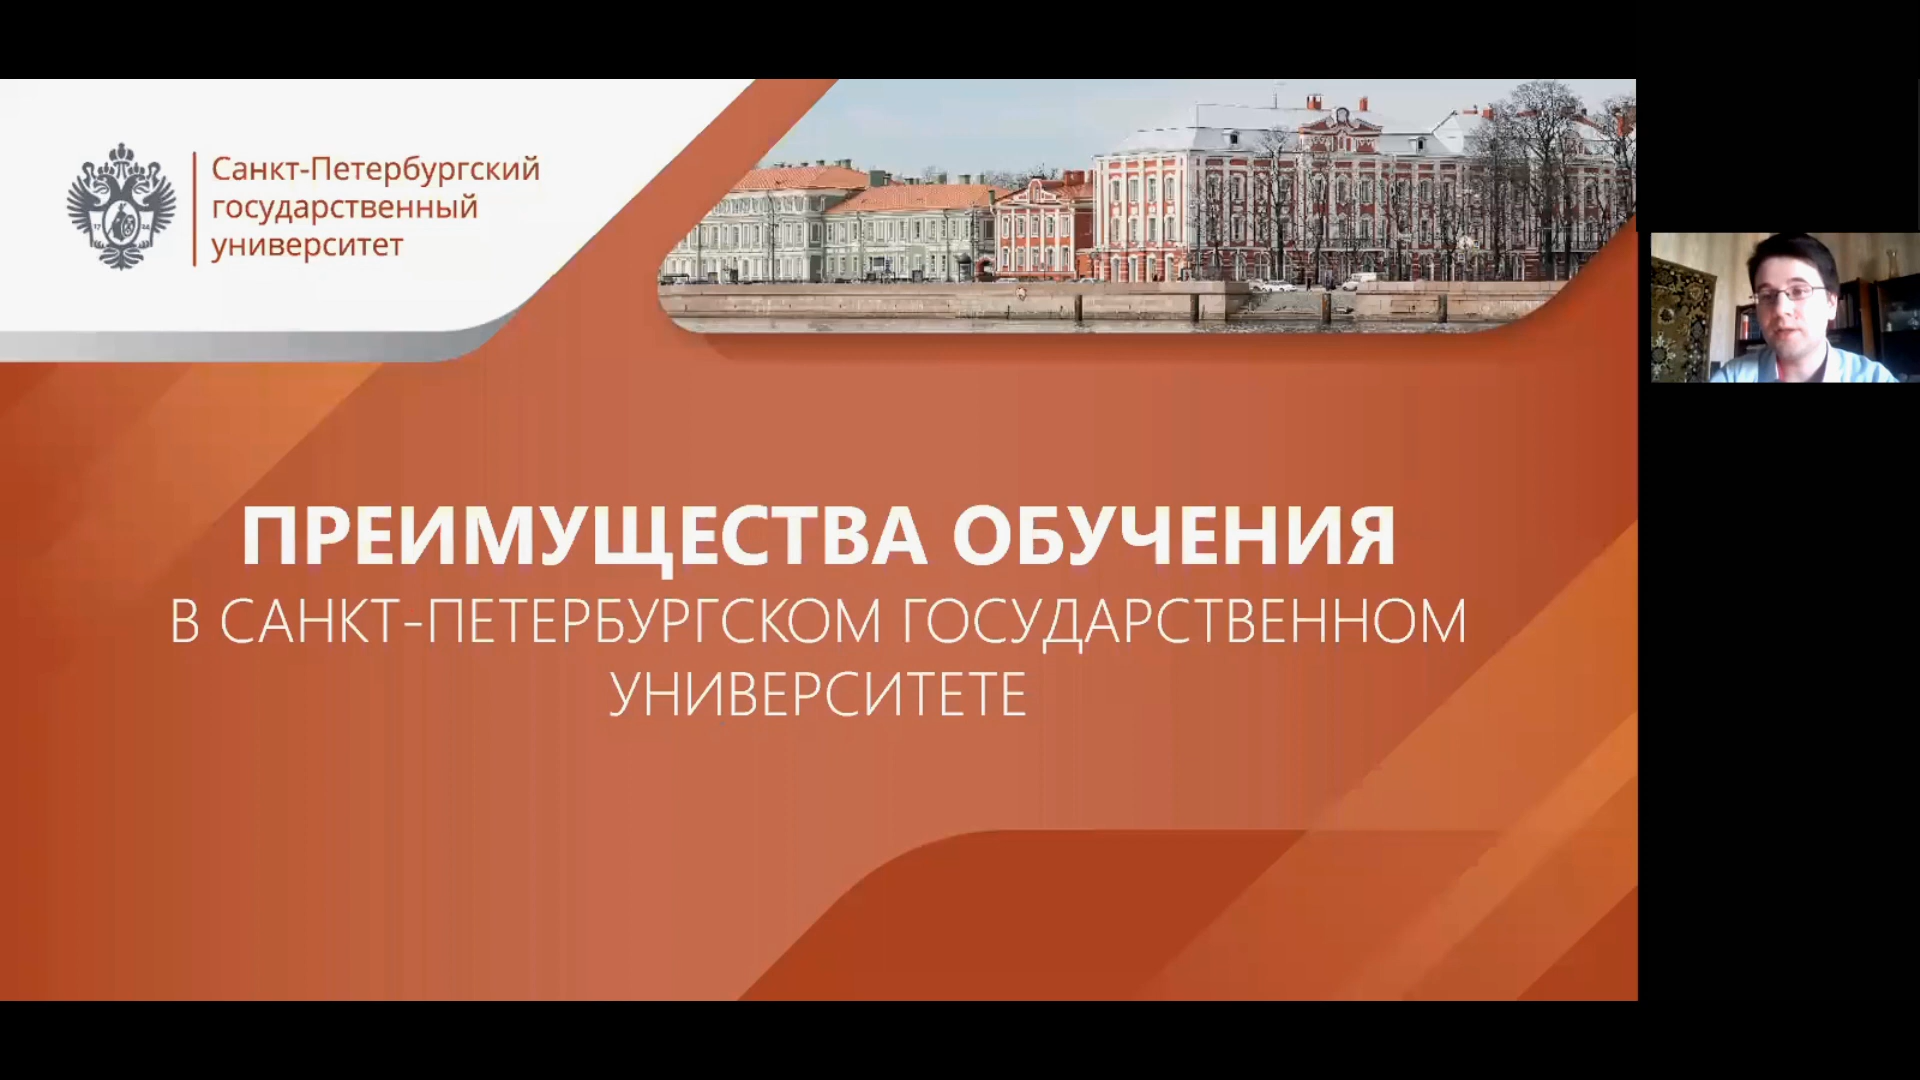 Санкт-Петербургский
государственный
университет
ПРЕИМУЩЕСТВА ОБУЧЕНИЯ
В САНКТ-ПЕТЕРБУРГСКОМ ГОСУДАРСТВЕННОМ
УНИВЕРСИТЕТЕ